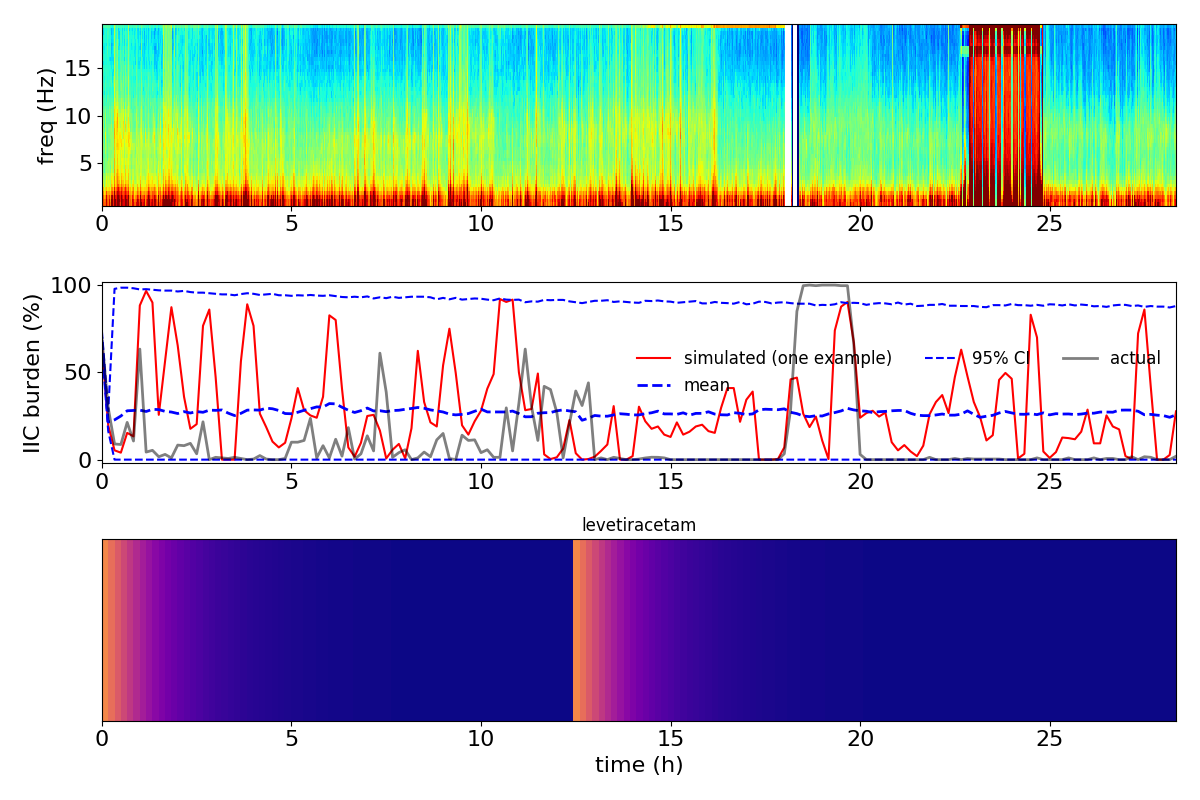 freq (Hz)
15
10
5
0 5 10 15 20 25
IIC burden (%)
100
50
0
simulated (one example)
mean
95% CI
actual
0 5 10 15 20 25
levetiracetam
0 5 10 15 20 25
time (h)